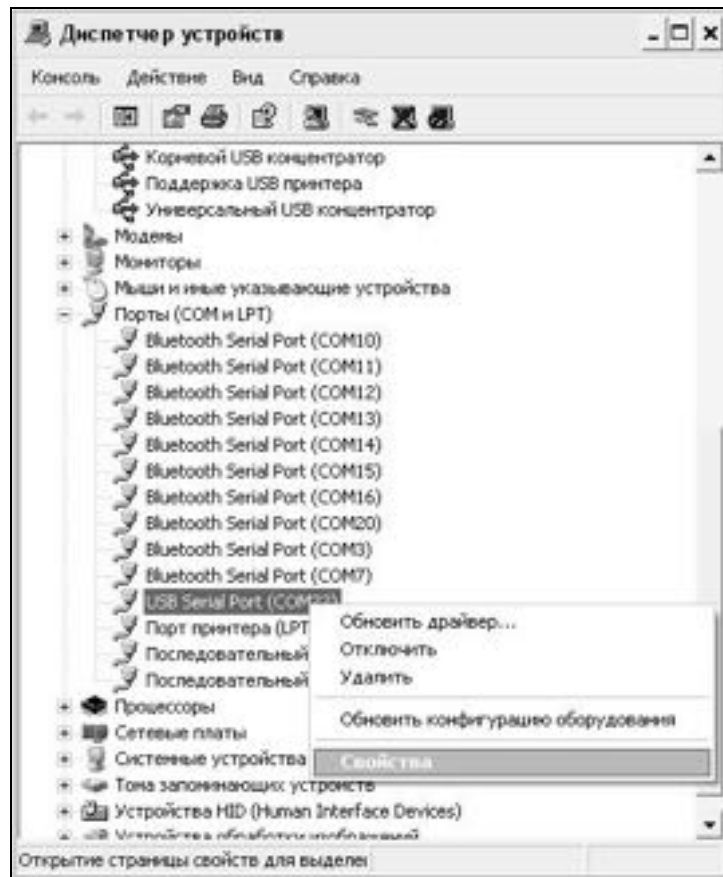 Диспетчер устройств
Консоль Действие Вид Справка
Корневой USB концентратор
Поддержка USB принтера
Универсальный USB концентратор
Модемы
Мониторы
Мыши и иные указывающие устройства
Порты (COM и LPT)
Bluetooth Serial Port (COM10)
Bluetooth Serial Port (COM11)
Bluetooth Serial Port (COM12)
Bluetooth Serial Port (COM13)
Bluetooth Serial Port (COM14)
Bluetooth Serial Port (COM15)
Bluetooth Serial Port (COM16)
Bluetooth Serial Port (COM20)
Bluetooth Serial Port (COM3)
Bluetooth Serial Port (COM7)
USB Serial Port
Порт принтера (LPT
Последовательный
Последовательный
Процессоры
Сетевые платы
Системные устройства
Тома запоминающих устройств
Устройства HID (Human Interface Devices)
Устройства обработки изображений
Обновить драйвер...
Отключить
Удалить
Обновить конфигурацию оборудования
Свойства
Открытие страницы свойств для выделен